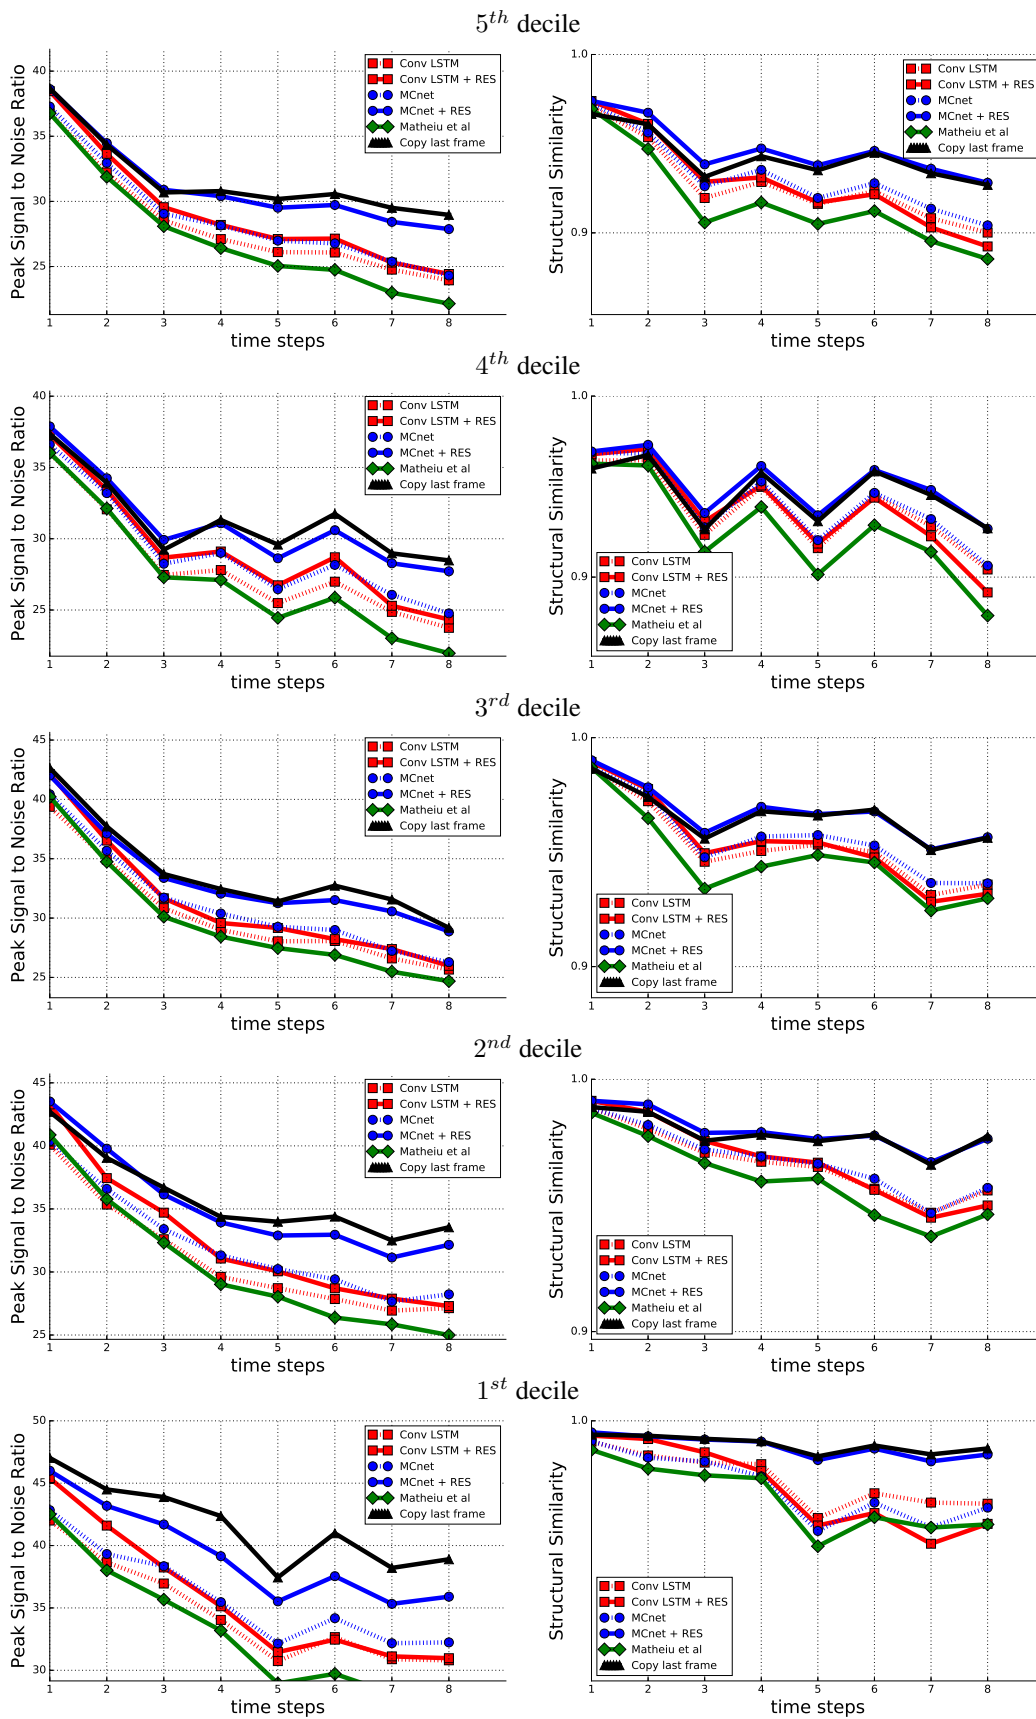 5th decile
Peak Signal to Noise Ratio
40
35
30
25
1 2 3 4 5 6 7 8
time steps
Conv LSTM
Conv LSTM + RES
MCnet
MCnet + RES
Matheiu et al
Copy last frame
Structural Similarity
1.0
0.9
1 2 3 4 5 6 7 8
time steps
Conv LSTM
Conv LSTM + RES
MCnet
MCnet + RES
Matheiu et al
Copy last frame
4th decile
Peak Signal to Noise Ratio
40
35
30
25
1 2 3 4 5 6 7 8
time steps
Conv LSTM
Conv LSTM + RES
MCnet
MCnet + RES
Matheiu et al
Copy last frame
Structural Similarity
1.0
0.9
1 2 3 4 5 6 7 8
time steps
Conv LSTM
Conv LSTM + RES
MCnet
MCnet + RES
Matheiu et al
Copy last frame
3rd decile
Peak Signal to Noise Ratio
45
40
35
30
25
1 2 3 4 5 6 7 8
time steps
Conv LSTM
Conv LSTM + RES
MCnet
MCnet + RES
Matheiu et al
Copy last frame
Structural Similarity
1.0
0.9
1 2 3 4 5 6 7 8
time steps
Conv LSTM
Conv LSTM + RES
MCnet
MCnet + RES
Matheiu et al
Copy last frame
2nd decile
Peak Signal to Noise Ratio
45
40
35
30
25
1 2 3 4 5 6 7 8
time steps
Conv LSTM
Conv LSTM + RES
MCnet
MCnet + RES
Matheiu et al
Copy last frame
Structural Similarity
1.0
0.9
1 2 3 4 5 6 7 8
time steps
Conv LSTM
Conv LSTM + RES
MCnet
MCnet + RES
Matheiu et al
Copy last frame
1st decile
Peak Signal to Noise Ratio
50
45
40
35
30
1 2 3 4 5 6 7 8
time steps
Conv LSTM
Conv LSTM + RES
MCnet
MCnet + RES
Matheiu et al
Copy last frame
Structural Similarity
1.0
1 2 3 4 5 6 7 8
time steps
Conv LSTM
Conv LSTM + RES
MCnet
MCnet + RES
Matheiu et al
Copy last frame